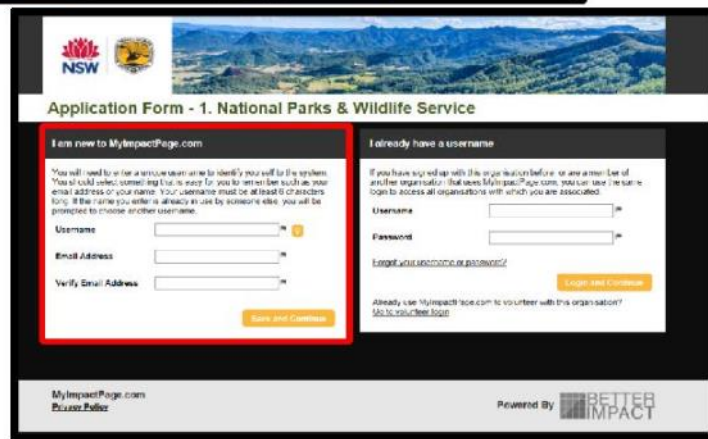 NSW
Application Form - 1. National Parks & Wildlife Service
I am new to MyImpactPage.com
You will need to enter a unique username to identify yourself to the system.
You should select something that is easy for you to remember such as your
email address or your name. Your username must be at least 6 characters
long. If the name you enter is already in use by someone else, you will be
prompted to choose another username.
Username
Email Address
Verify Email Address
Save and Continue
I already have a username
If you have signed up with this organisation before, or are a member of
another organisation that uses MyImpactPage.com, you can use the same
login to access all organisations with which you are associated.
Username
Password
Forgot your username or password?
Login and Continue
Already use MyImpactPage.com to volunteer with this organisation?
Go to volunteer login
MyImpactPage.com
Privacy Policy
Powered By BETTER
IMPACT